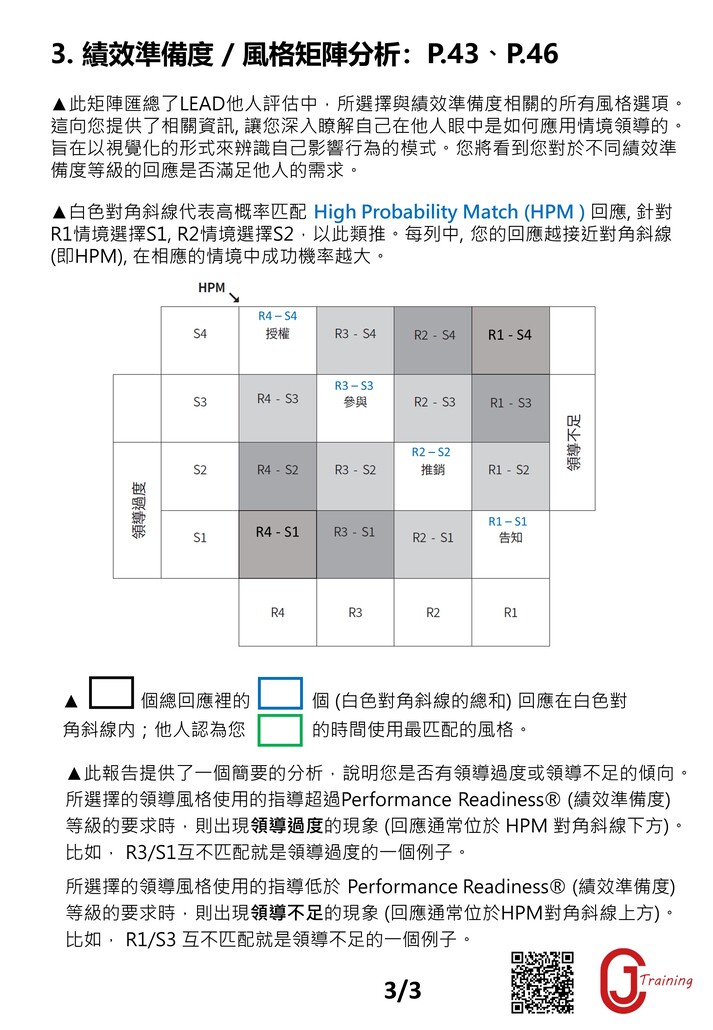 3. 績效準備度 / 風格矩陣分析：P.43、P.46
▲此矩陣匯總了LEAD他人評估中，所選擇與績效準備度相關的所有風格選項。
這向您提供了相關資訊, 讓您深入瞭解自己在他人眼中是如何應用情境領導的。
旨在以視覺化的形式來辨識自己影響行為的模式。您將看到您對於不同績效準
備度等級的回應是否滿足他人的需求。
▲白色對角斜線代表高概率匹配 High Probability Match (HPM ) 回應, 針對
R1情境選擇S1, R2情境選擇S2，以此類推。每列中, 您的回應越接近對角斜線
(即HPM), 在相應的情境中成功機率越大。
HPM
S4
R4 – S4
授權
R3 - S4
R2 - S4
R1 - S4
S3
R4 - S3
R3 – S3
參與
R2 - S3
R1 - S3
領導不足
S2
R4 - S2
R3 - S2
R2 – S2
推銷
R1 - S2
領導過度
S1
R4 - S1
R3 - S1
R2 - S1
R1 – S1
告知
R4
R3
R2
R1
▲ 個總回應裡的 個 (白色對角斜線的總和) 回應在白色對
角斜線内；他人認為您 的時間使用最匹配的風格。
▲此報告提供了一個簡要的分析，說明您是否有領導過度或領導不足的傾向。
所選擇的領導風格使用的指導超過Performance Readiness® (績效準備度)
等級的要求時，則出現領導過度的現象 (回應通常位於 HPM 對角斜線下方)。
比如， R3/S1互不匹配就是領導過度的一個例子。
所選擇的領導風格使用的指導低於 Performance Readiness® (績效準備度)
等級的要求時，則出現領導不足的現象 (回應通常位於HPM對角斜線上方)。
比如， R1/S3 互不匹配就是領導不足的一個例子。
3/3
CJ Training